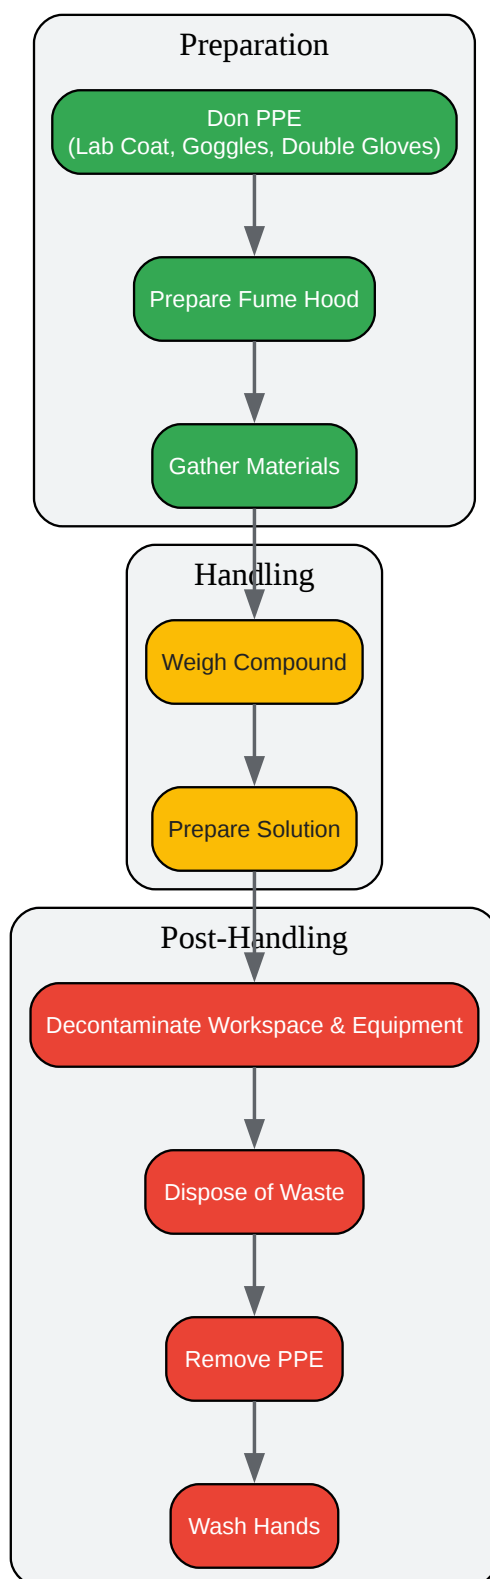 Preparation
Don PPE
(Lab Coat, Goggles, Double Gloves)
Prepare Fume Hood
Gather Materials
Handling
Weigh Compound
Prepare Solution
Post-Handling
Decontaminate Workspace & Equipment
Dispose of Waste
Remove PPE
Wash Hands